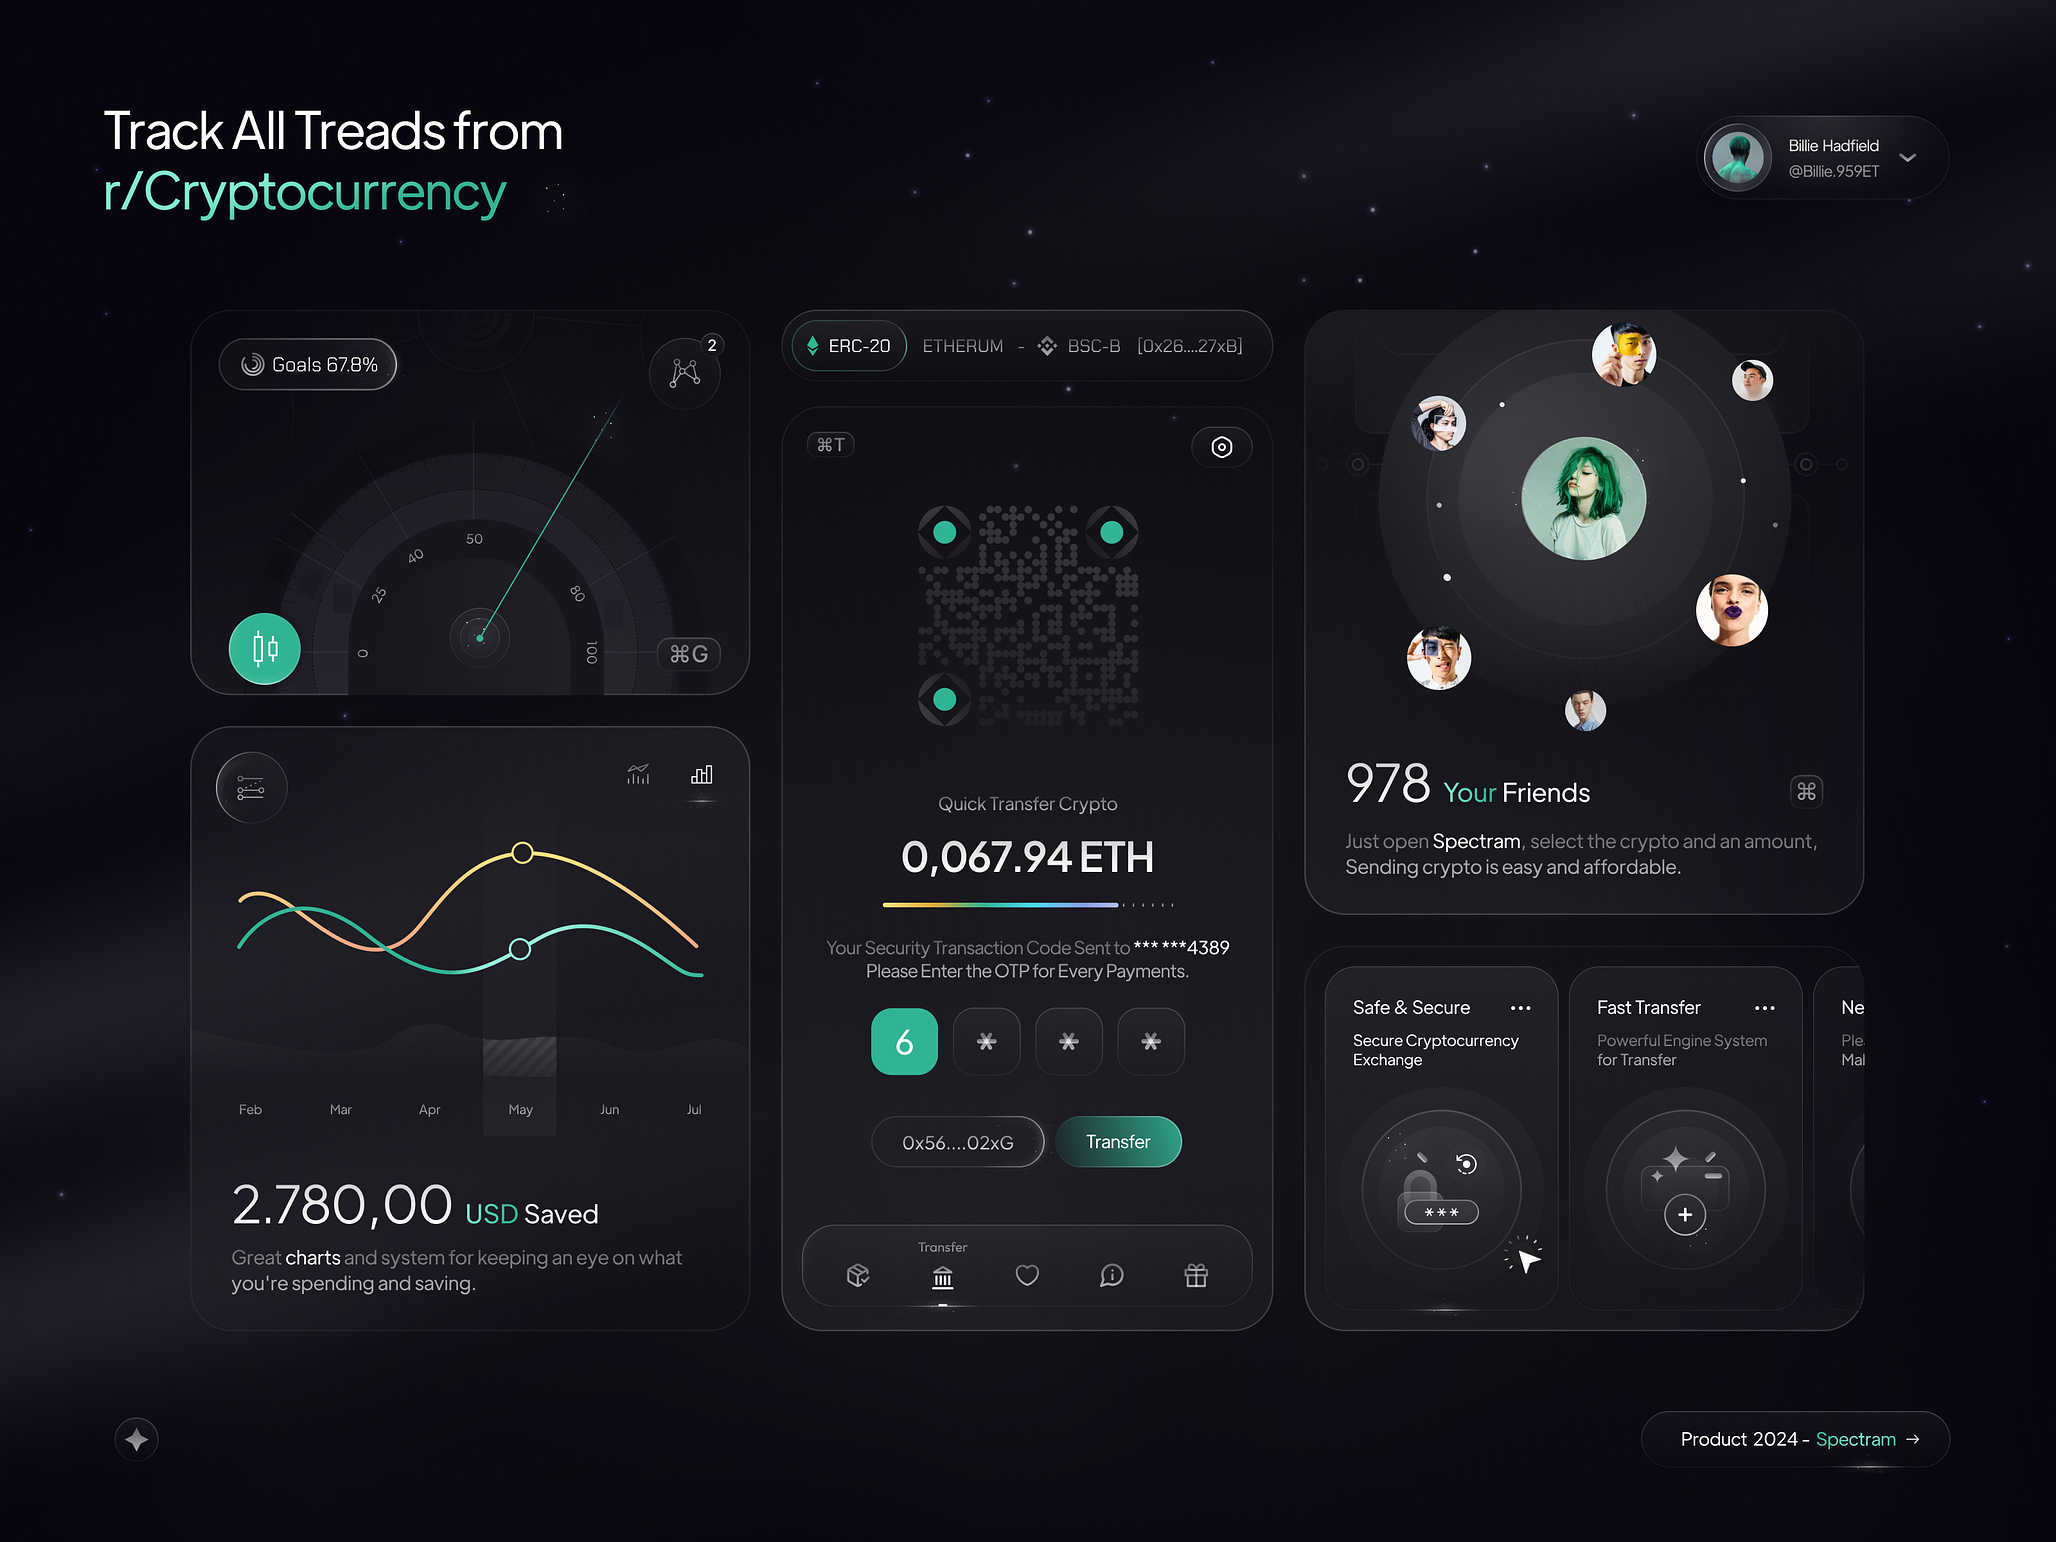 Track All Treads from
r/Cryptocurrency
Billie Hadfield
@Billie.959ET
Goals 67.8%
2
0
25
40
50
80
100
⌘G
Feb Mar Apr May Jun Jul
2.780,00 USD Saved
Great charts and system for keeping an eye on what
you're spending and saving.
ERC-20 ETHERUM - BSC-B [0x26....27xB]
⌘T
Quick Transfer Crypto
0,067.94 ETH
Your Security Transaction Code Sent to *** ***4389
Please Enter the OTP for Every Payments.
6 * * *
0x56....02xG Transfer
Transfer
978 Your Friends
⌘
Just open Spectram, select the crypto and an amount,
Sending crypto is easy and affordable.
Safe & Secure
Secure Cryptocurrency
Exchange
***
Fast Transfer
Powerful Engine System
for Transfer
Ne
Ple
Mal
Product 2024 - Spectram →